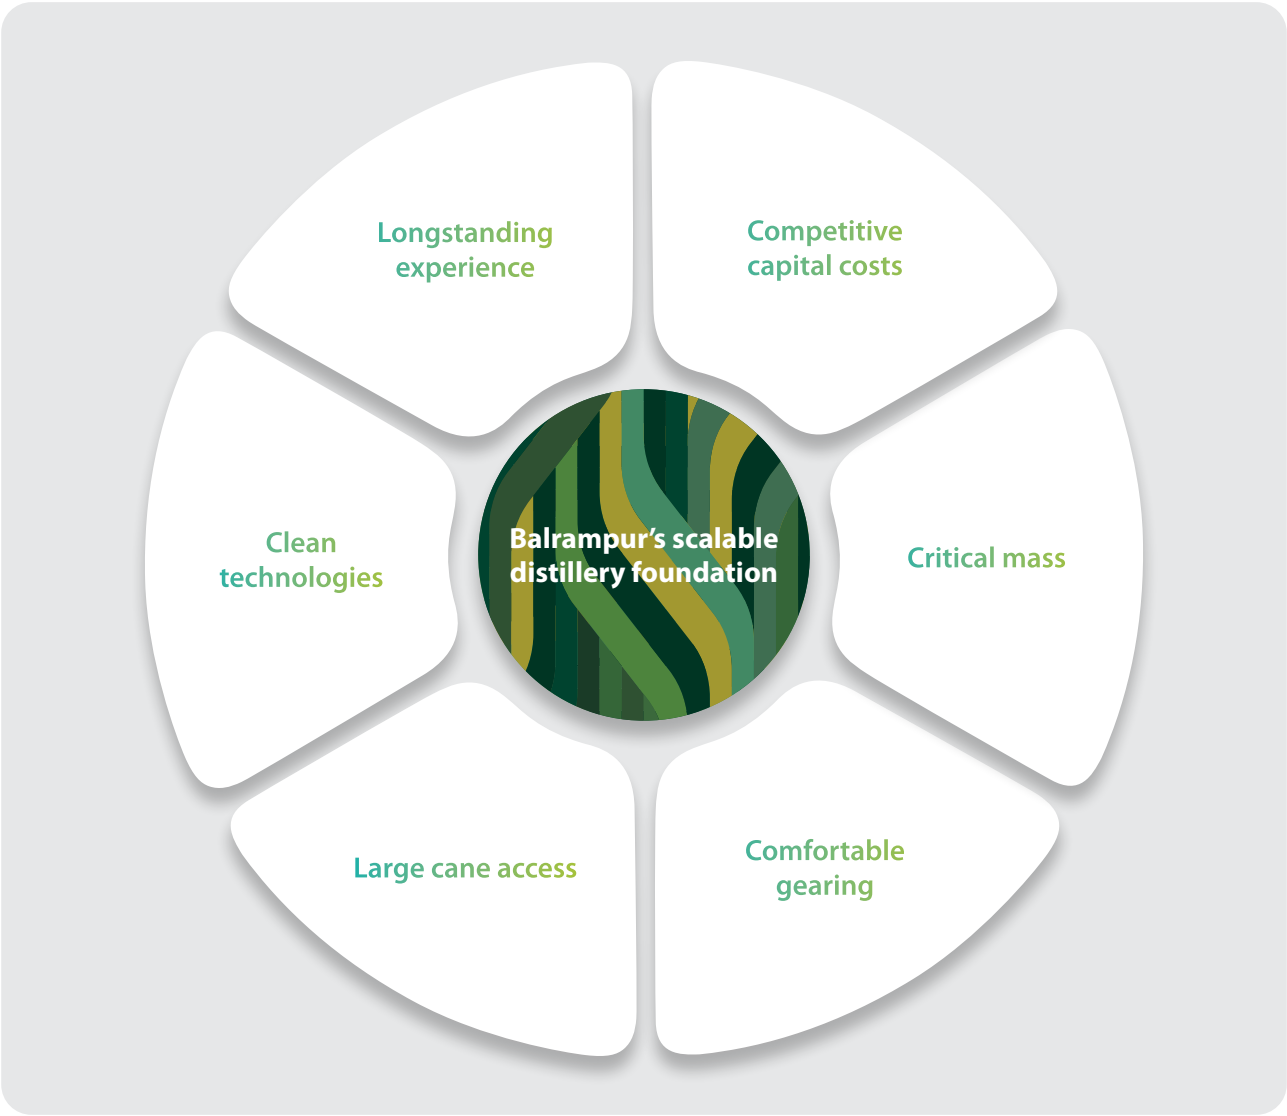 Longstanding
experience
Competitive
capital costs
Clean
technologies
Balrampur’s scalable
distillery foundation
Critical mass
Large cane access
Comfortable
gearing